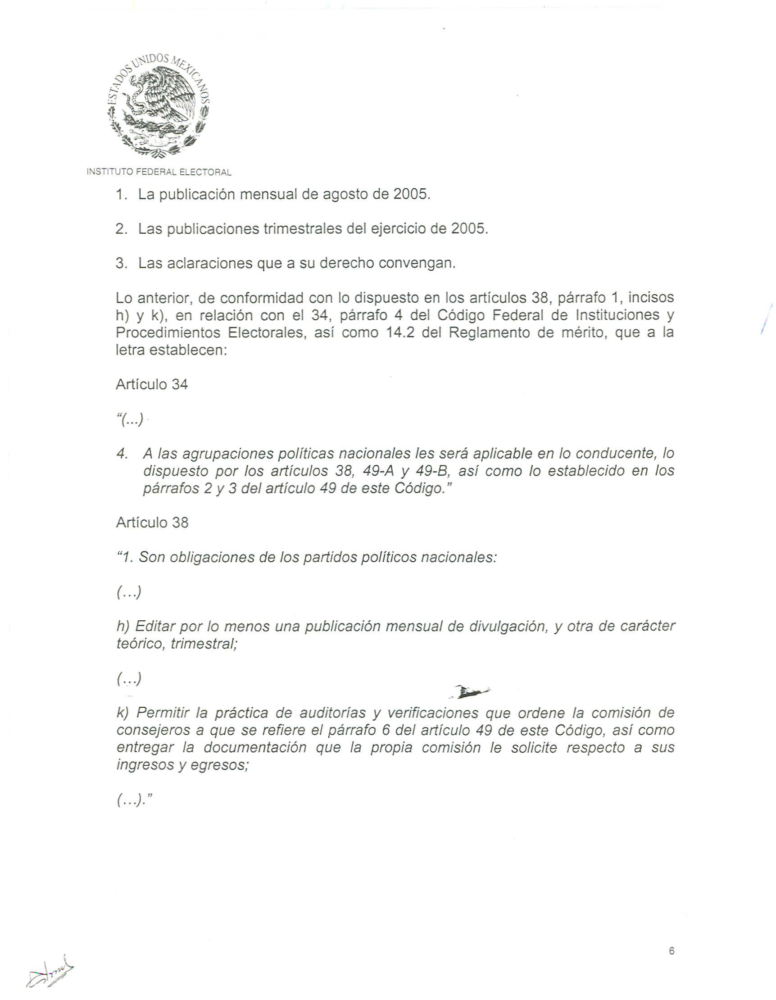 ESTADOS UNIDOS MEXICANOS
INSTITUTO FEDERAL ELECTORAL
1. La publicación mensual de agosto de 2005.
2. Las publicaciones trimestrales del ejercicio de 2005.
3. Las aclaraciones que a su derecho convengan.
Lo anterior, de conformidad con lo dispuesto en los artículos 38, párrafo 1, incisos
h) y k), en relación con el 34, párrafo 4 del Código Federal de Instituciones y
Procedimientos Electorales, así como 14.2 del Reglamento de mérito, que a la
letra establecen:
Artículo 34
“(...)
4. A las agrupaciones políticas nacionales les será aplicable en lo conducente, lo
dispuesto por los artículos 38, 49-A y 49-B, así como lo establecido en los
párrafos 2 y 3 del artículo 49 de este Código.”
Artículo 38
“1. Son obligaciones de los partidos políticos nacionales:
(...)
h) Editar por lo menos una publicación mensual de divulgación, y otra de carácter
teórico, trimestral;
(...)
k) Permitir la práctica de auditorías y verificaciones que ordene la comisión de
consejeros a que se refiere el párrafo 6 del artículo 49 de este Código, así como
entregar la documentación que la propia comisión le solicite respecto a sus
ingresos y egresos;
(...).”
6